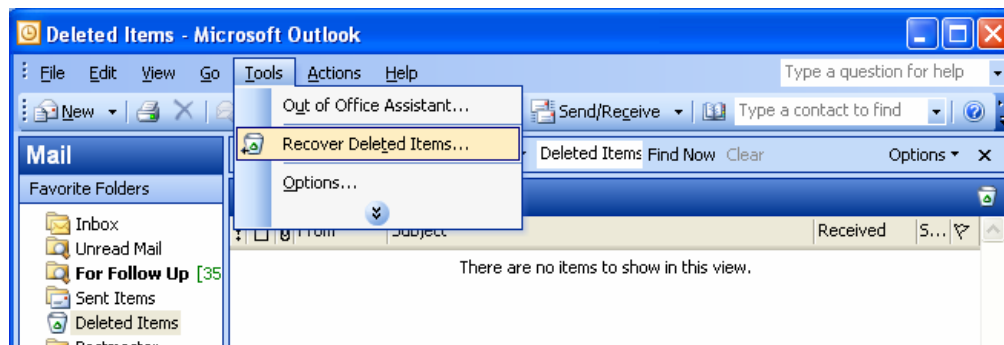 Deleted Items - Microsoft Outlook
File Edit View Go Tools Actions Help Type a question for help
New Send/Receive Type a contact to find
Out of Office Assistant...
Recover Deleted Items...
Options...
Mail Deleted Items Find Now Clear Options
Favorite Folders
From Subject Received S...
Inbox
Unread Mail
For Follow Up [35
Sent Items
Deleted Items
There are no items to show in this view.